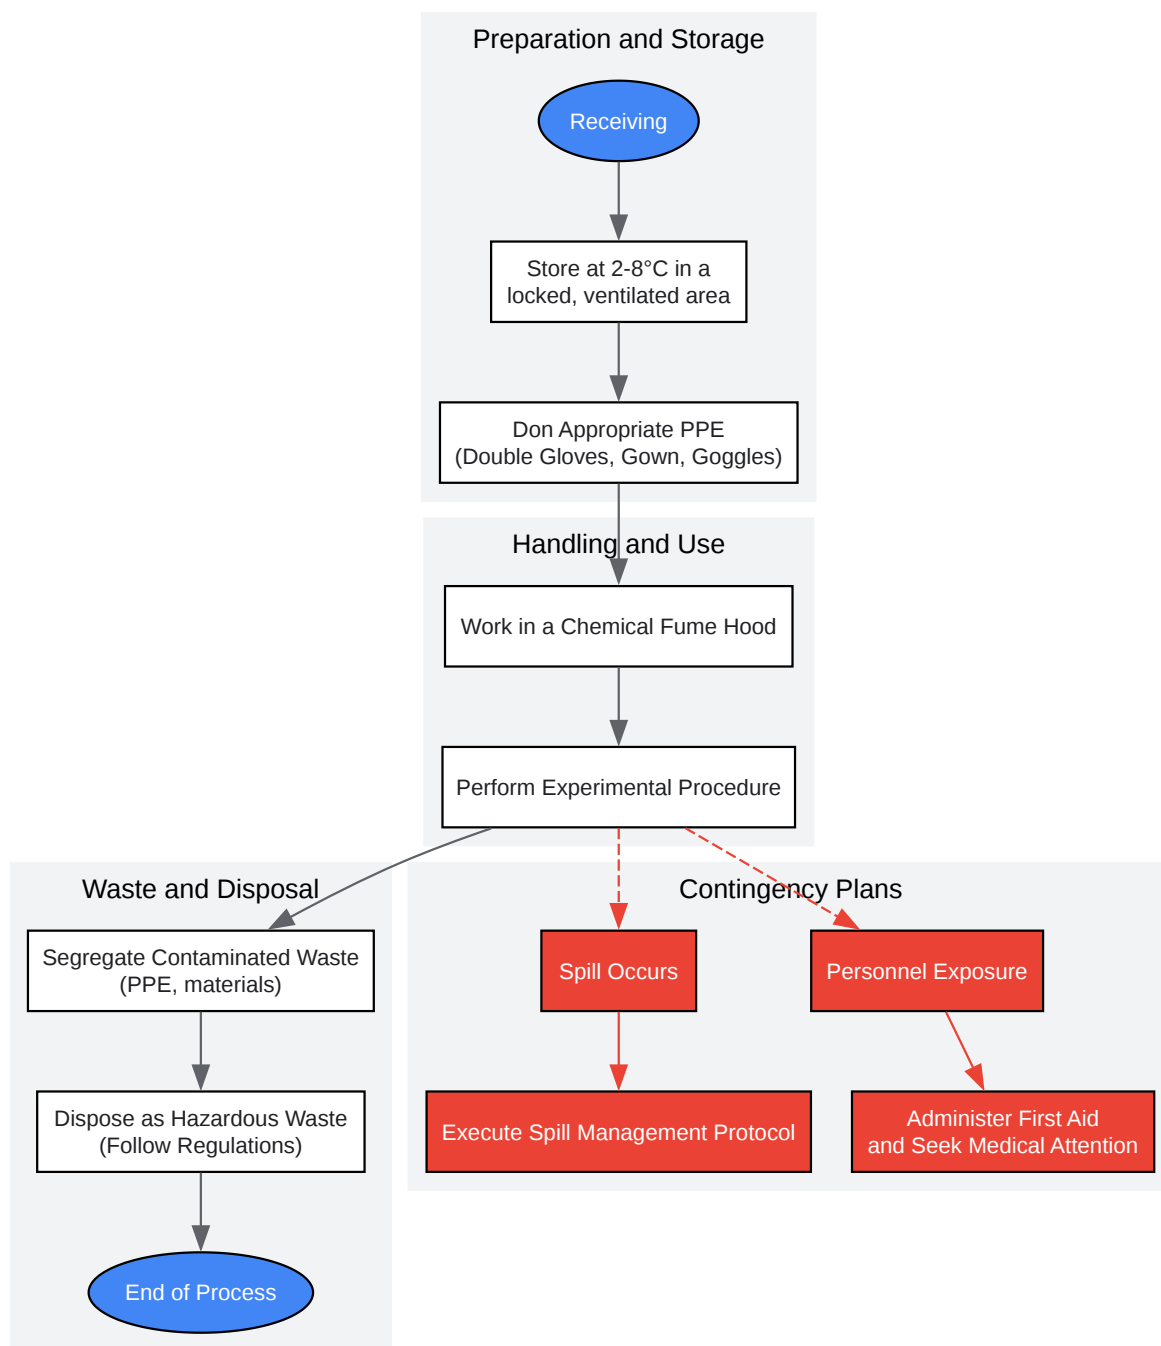 Preparation and Storage
Receiving
Store at 2-8°C in a
locked, ventilated area
Don Appropriate PPE
(Double Gloves, Gown, Goggles)
Handling and Use
Work in a Chemical Fume Hood
Perform Experimental Procedure
Waste and Disposal
Segregate Contaminated Waste
(PPE, materials)
Dispose as Hazardous Waste
(Follow Regulations)
End of Process
Contingency Plans
Spill Occurs
Personnel Exposure
Execute Spill Management Protocol
Administer First Aid
and Seek Medical Attention